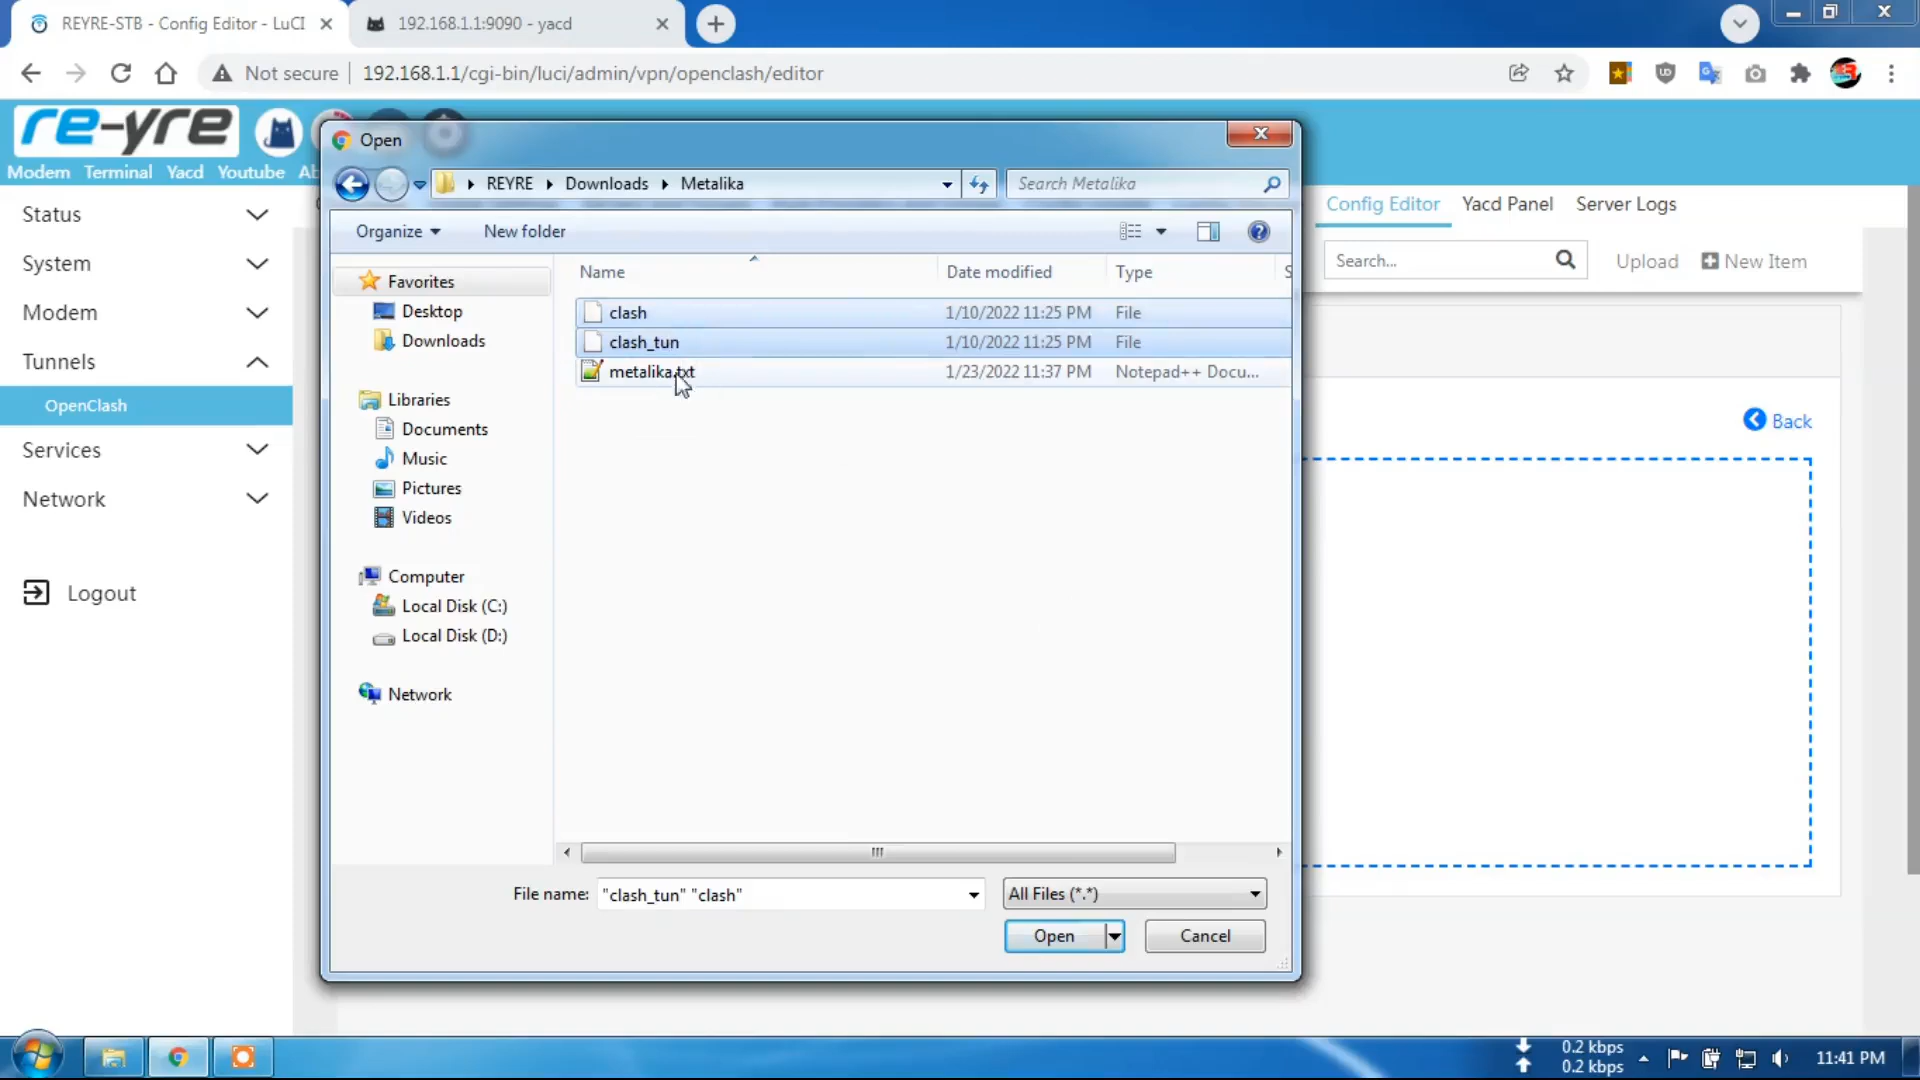 REYRE-STB - Config Editor - LuCI
192.168.1.1:9090 - yacd
Not secure
192.168.1.1/cgi-bin/luci/admin/vpn/openclash/editor
re-yre
Modem Terminal Yacd Youtube Ab
Status
System
Modem
Tunnels
OpenClash
Services
Network
Logout
Open
REYRE Downloads Metalika
Search Metalika
Organize
New folder
Favorites
Desktop
Downloads
Libraries
Documents
Music
Pictures
Videos
Computer
Local Disk (C:)
Local Disk (D:)
Network
Name Date modified Type S
clash 1/10/2022 11:25 PM File
clash_tun 1/10/2022 11:25 PM File
metalika.txt 1/23/2022 11:37 PM Notepad++ Docu...
File name: "clash_tun" "clash"
All Files (*.*)
Open
Cancel
Config Editor Yacd Panel Server Logs
Search...
Upload
New Item
Back
0.2 kbps
0.2 kbps
11:41 PM